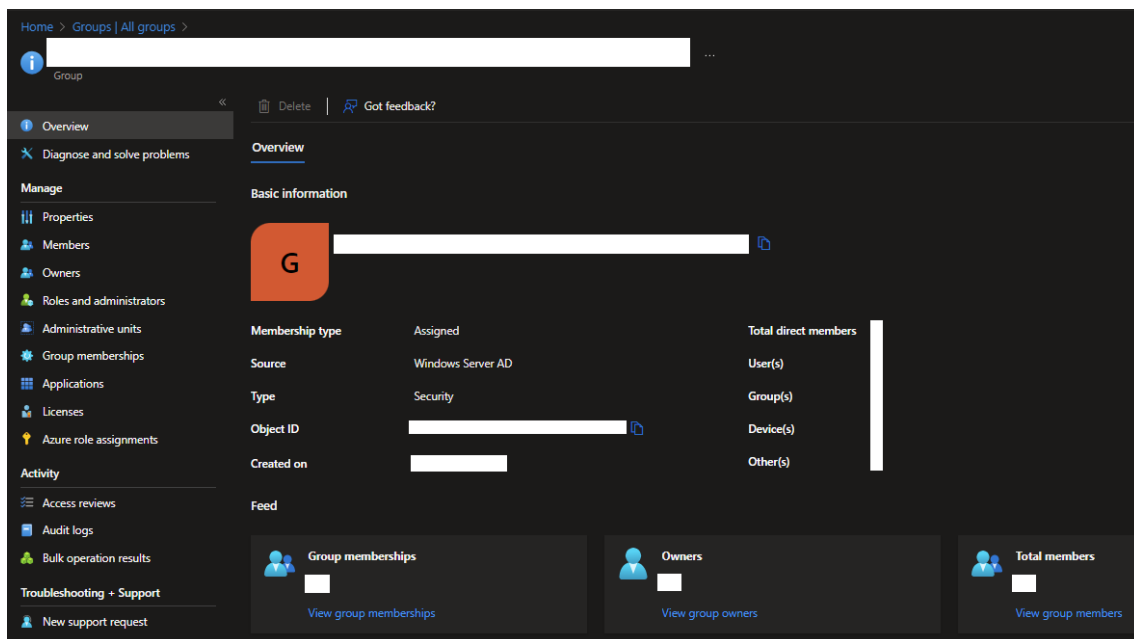 Home > Groups | All groups >
...
Group
«
Delete
Got feedback?
Overview
Diagnose and solve problems
Manage
Properties
Members
Owners
Roles and administrators
Administrative units
Group memberships
Applications
Licenses
Azure role assignments
Activity
Access reviews
Audit logs
Bulk operation results
Troubleshooting + Support
New support request
Overview
Basic information
G
Membership type Assigned
Source Windows Server AD
Type Security
Object ID
Created on
Total direct members
User(s)
Group(s)
Device(s)
Other(s)
Feed
Group memberships
View group memberships
Owners
View group owners
Total members
View group members